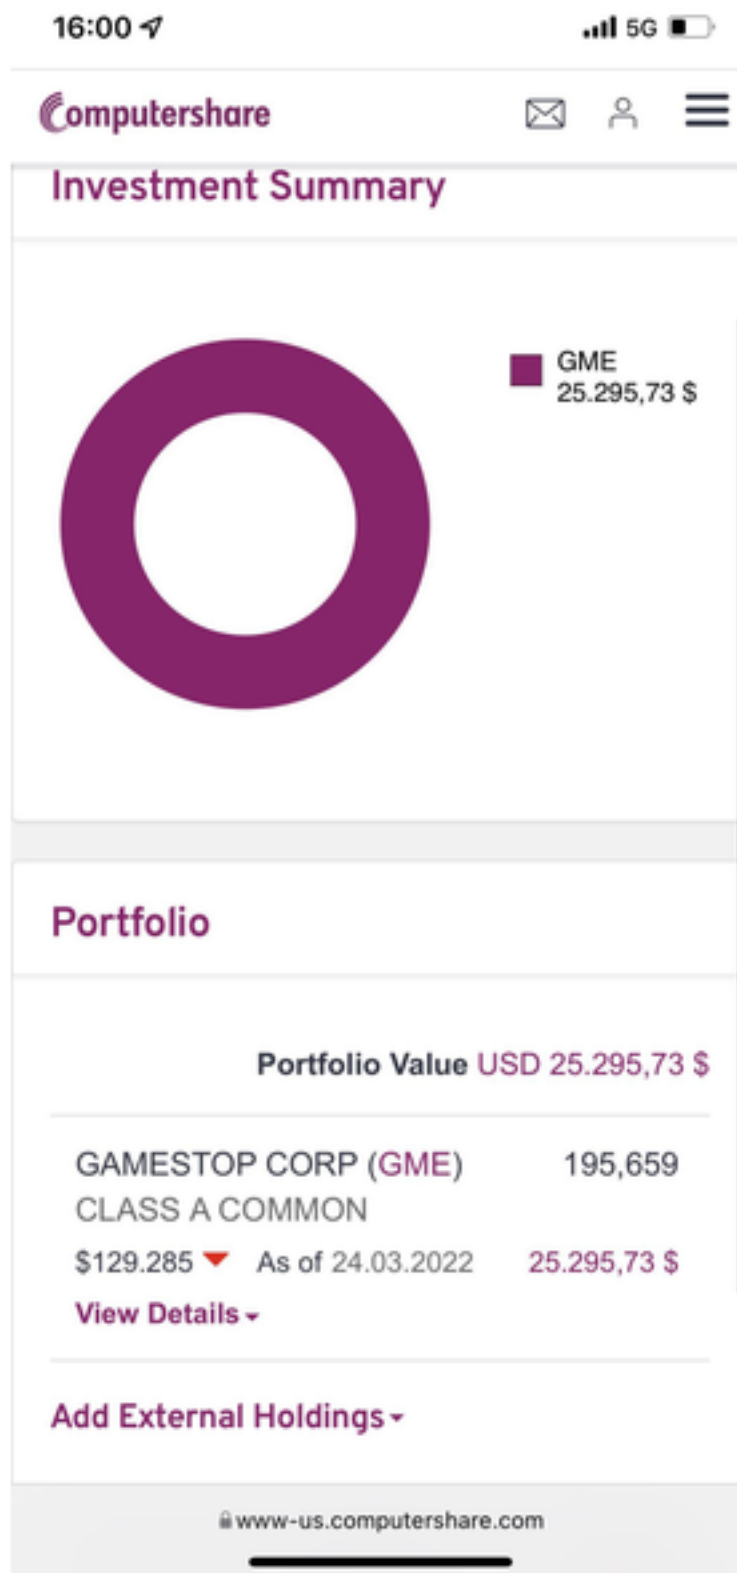 16:00
5G
Computershare
Investment Summary
GME
25.295,73 $
Portfolio
Portfolio Value USD 25.295,73 $
GAMESTOP CORP (GME) 195,659
CLASS A COMMON
$129.285 As of 24.03.2022 25.295,73 $
View Details
Add External Holdings
www-us.computershare.com